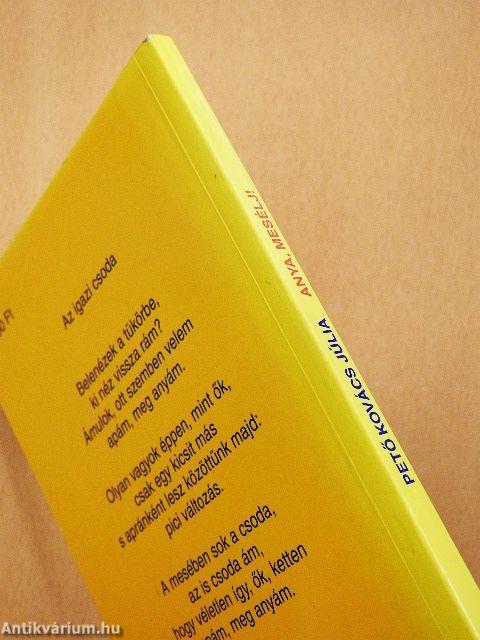 PETŐ KOVÁCS JÚLIA ANYA, MESÉLJ!
0 Ft
Az igazi csoda
Belenézek a tükörbe,
ki néz vissza rám?
Ámulok, ott szemben velem
apám, meg anyám.
Olyan vagyok éppen, mint ők,
csak egy kicsit más
s apránként lesz közöttünk majd:
pici változás.
A mesében sok a csoda,
az is csoda ám,
hogy véletlen így, ők, ketten
apám, meg anyám.
Antikvárium.hu